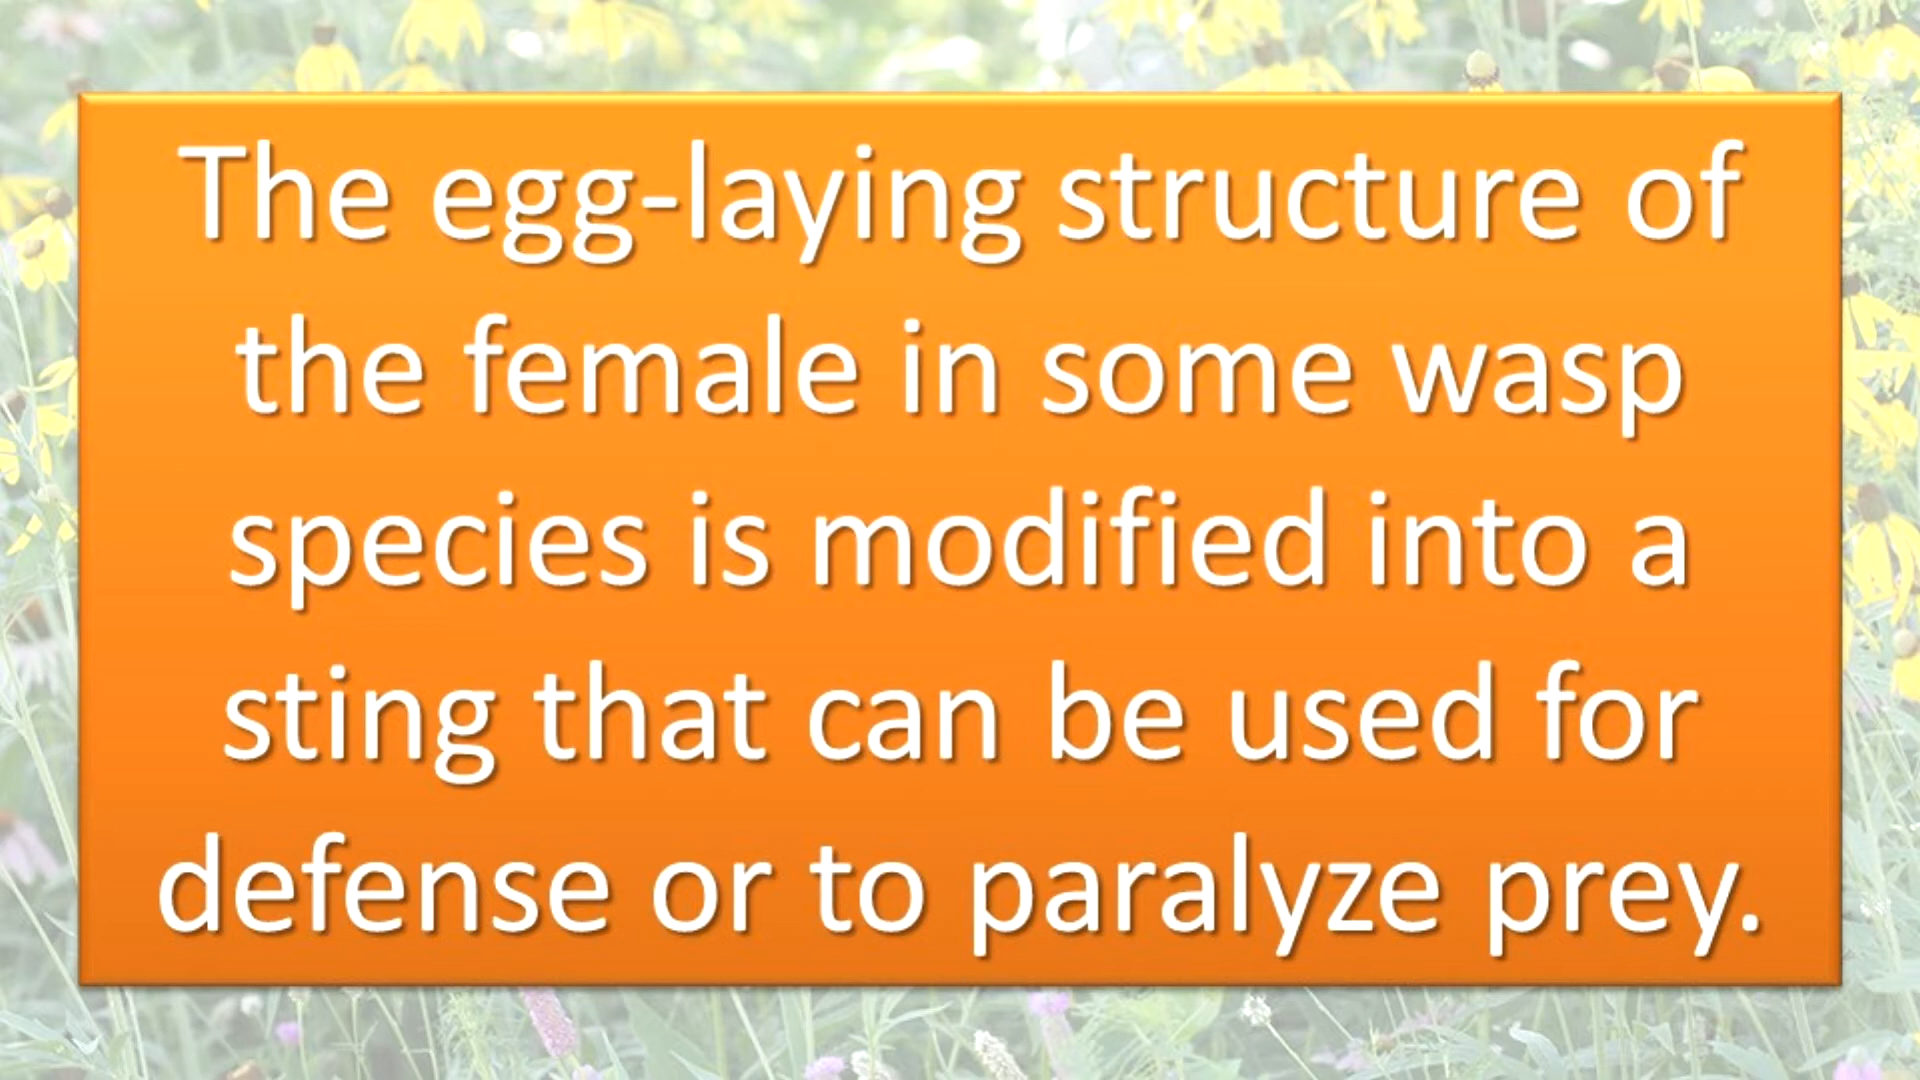 The egg-laying structure of
the female in some wasp
species is modified into a
sting that can be used for
defense or to paralyze prey.